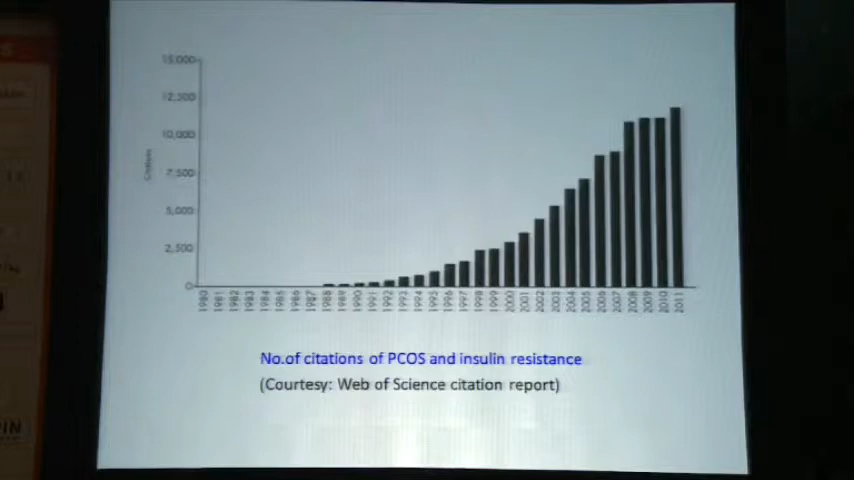 15,000
12,500
10,000
7,500
5,000
2,500
0
Citations
1980 1981 1982 1983 1984 1985 1986 1987 1988 1989 1990 1991 1992 1993 1994 1995 1996 1997 1998 1999 2000 2001 2002 2003 2004 2005 2006 2007 2008 2009 2010 2011
No.of citations of PCOS and insulin resistance
(Courtesy: Web of Science citation report)